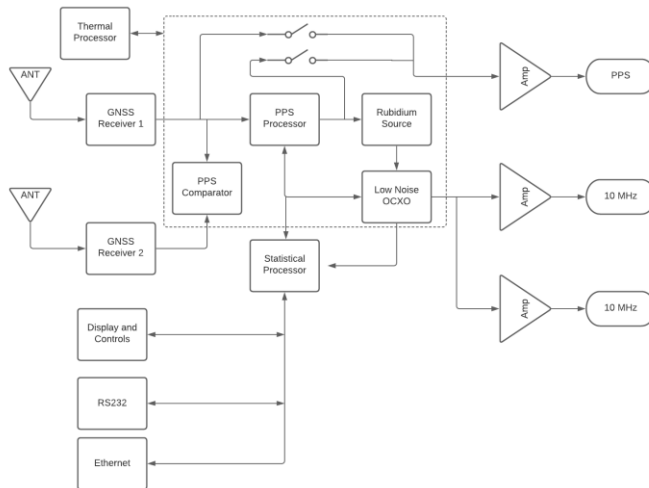 Thermal
Processor
ANT
GNSS
Receiver 1
PPS
Processor
Rubidium
Source
Amp
PPS
ANT
GNSS
Receiver 2
PPS
Comparator
Low Noise
OCXO
Amp
10 MHz
Statistical
Processor
Amp
10 MHz
Display and
Controls
RS232
Ethernet